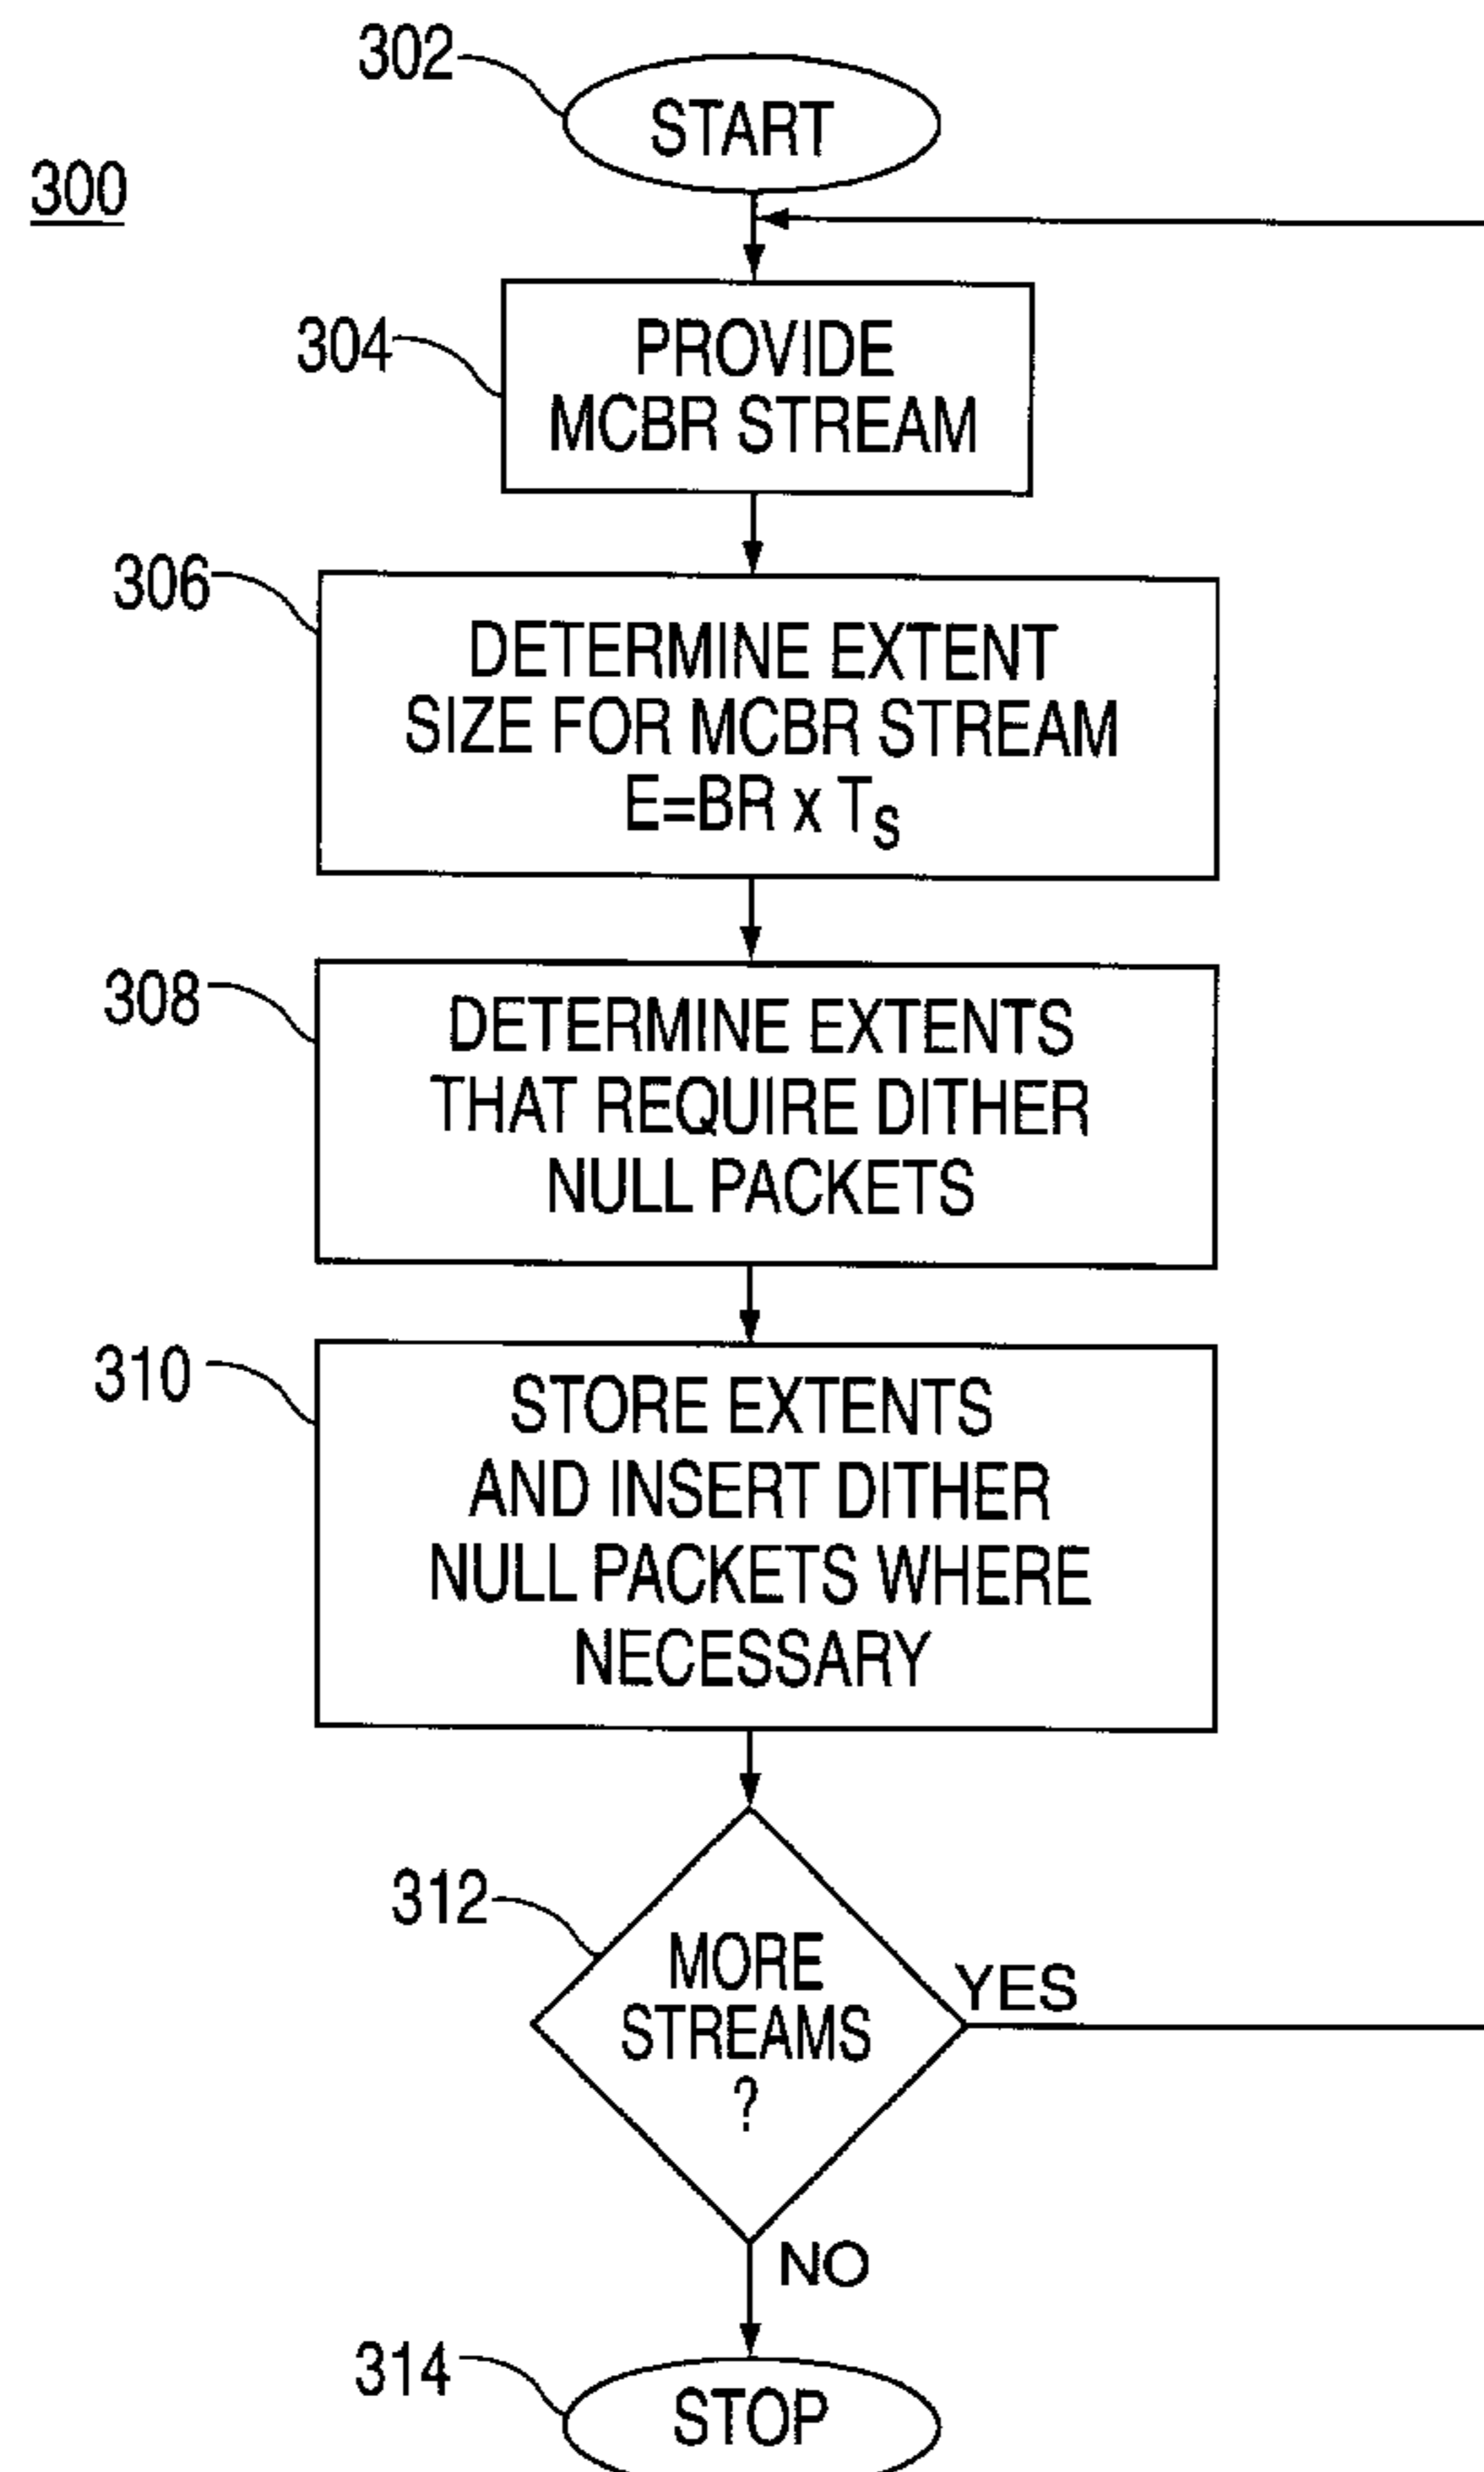 302
START
300
304
PROVIDE
MCBR STREAM
306
DETERMINE EXTENT
SIZE FOR MCBR STREAM
E=BR x TS
308
DETERMINE EXTENTS
THAT REQUIRE DITHER
NULL PACKETS
310
STORE EXTENTS
AND INSERT DITHER
NULL PACKETS WHERE
NECESSARY
312
MORE
STREAMS
?
YES
NO
314
STOP